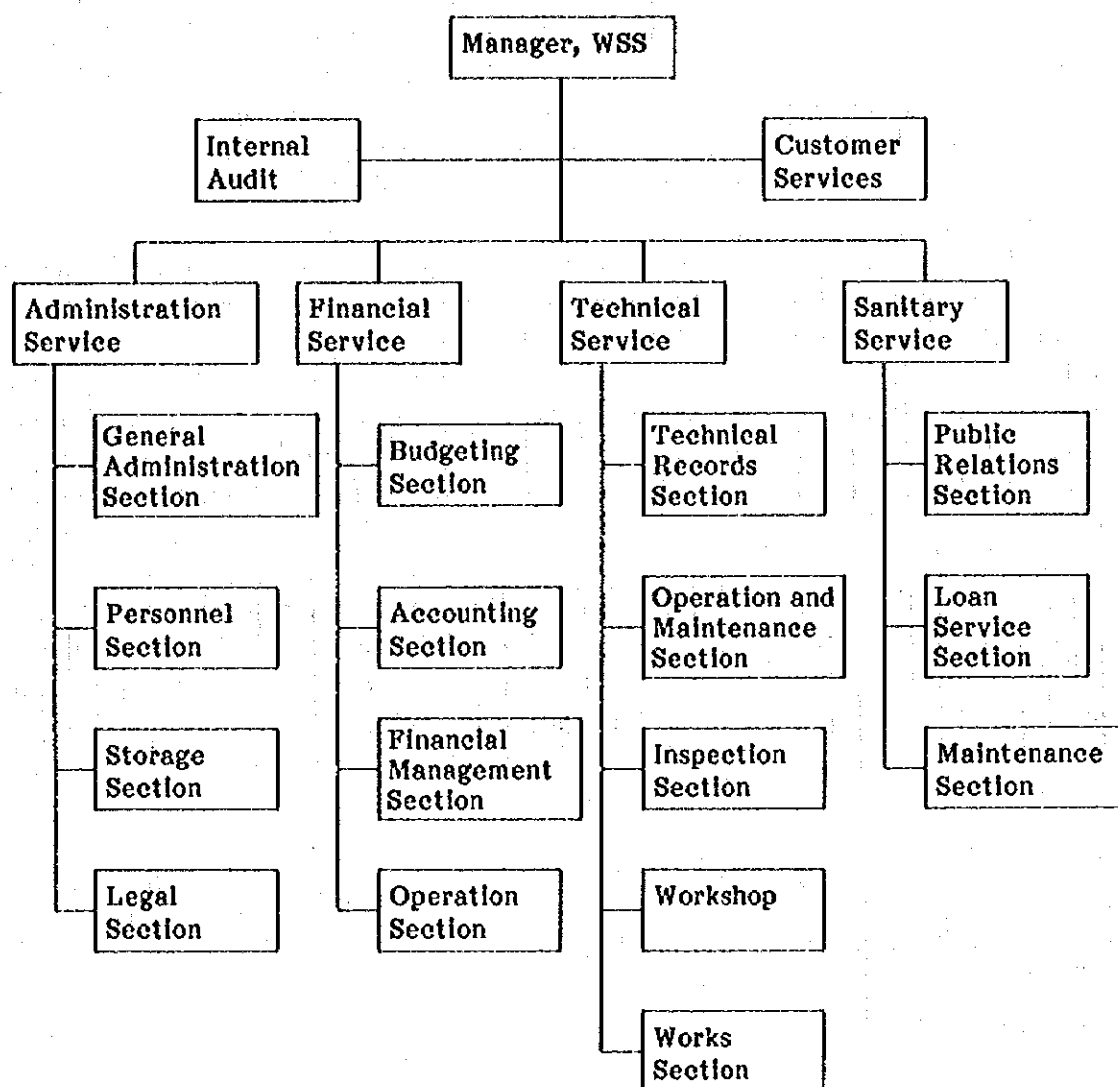 Manager, WSS
Internal
Audit
Customer
Services
Administration
Service
Financial
Service
Technical
Service
Sanitary
Service
General
Administration
Section
Budgeting
Section
Technical
Records
Section
Public
Relations
Section
Personnel
Section
Accounting
Section
Operation and
Maintenance
Section
Loan
Service
Section
Storage
Section
Financial
Management
Section
Inspection
Section
Maintenance
Section
Legal
Section
Operation
Section
Workshop
Works
Section